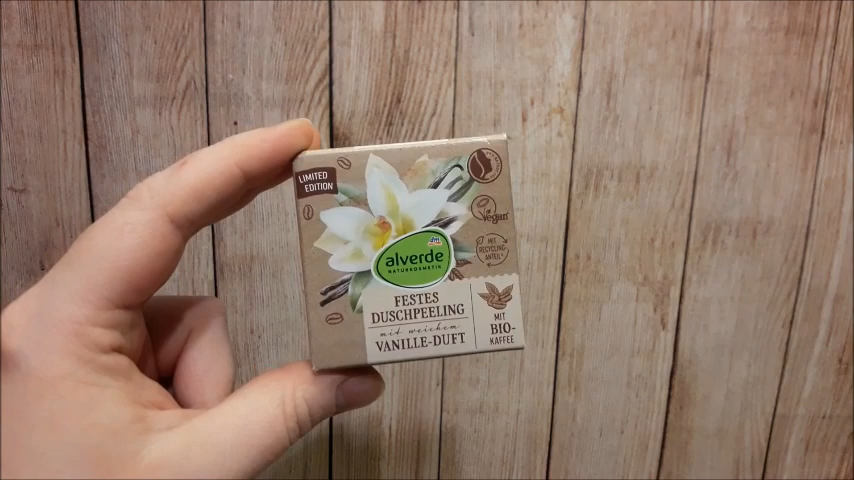 LIMITED
EDITION
vegan
MIT
RECYCLING-
ANTEIL*
dm
alverde
NATURKOSMETIK
FESTES
DUSCHPEELING
mit weichem
VANILLE-DUFT
MIT
BIO-
KAFFEE